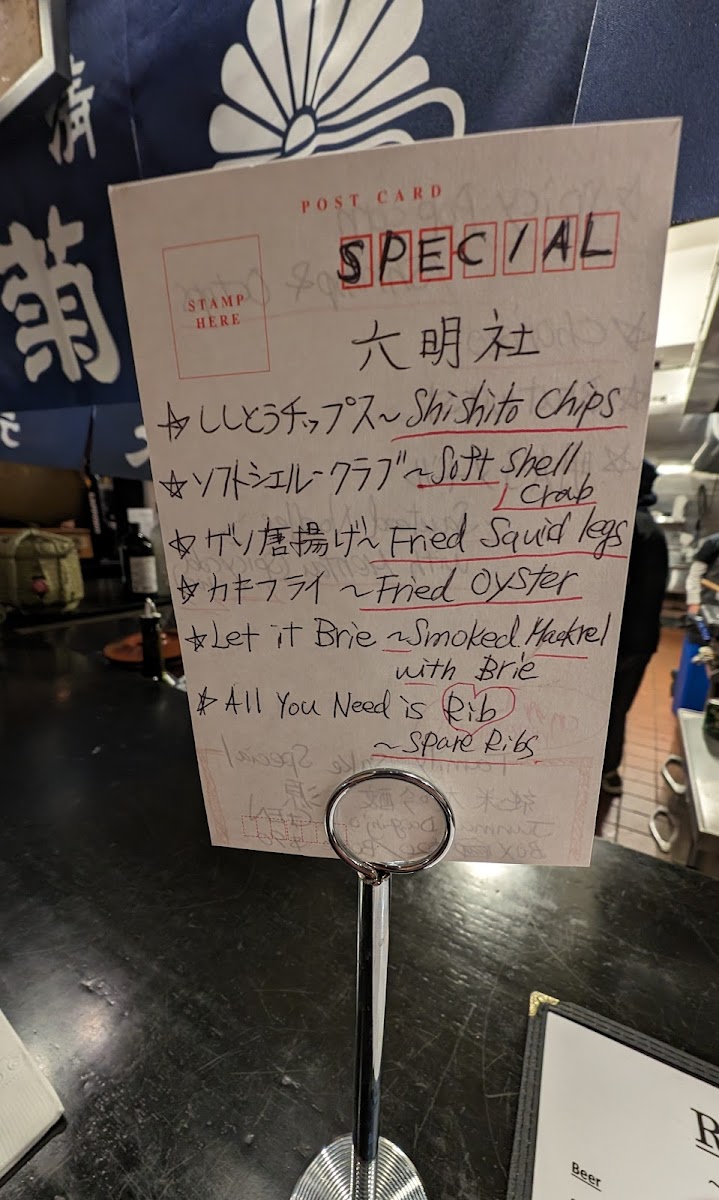 清
菊
POST CARD
STAMP
HERE
SPECIAL
六明社
☆ししとうチップス~Shishito Chips
☆ソフトシェルークラブ~Soft Shell
Crab
☆ゲソ唐揚げ~Fried Squid legs
☆カキフライ~Fried Oyster
☆Let it Brie ~Smoked Mackrel
with Brie
☆All You Need is Rib
~Spare Ribs
Beer
R